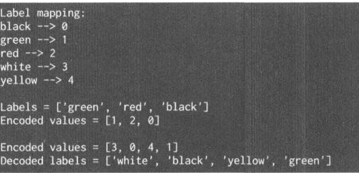 Label mapping:
black --> 0
green --> 1
red --> 2
white --> 3
yellow --> 4
Labels = ['green', 'red', 'black']
Encoded values = [1, 2, 0]
Encoded values = [3, 0, 4, 1]
Decoded labels = ['white', 'black', 'yellow', 'green']